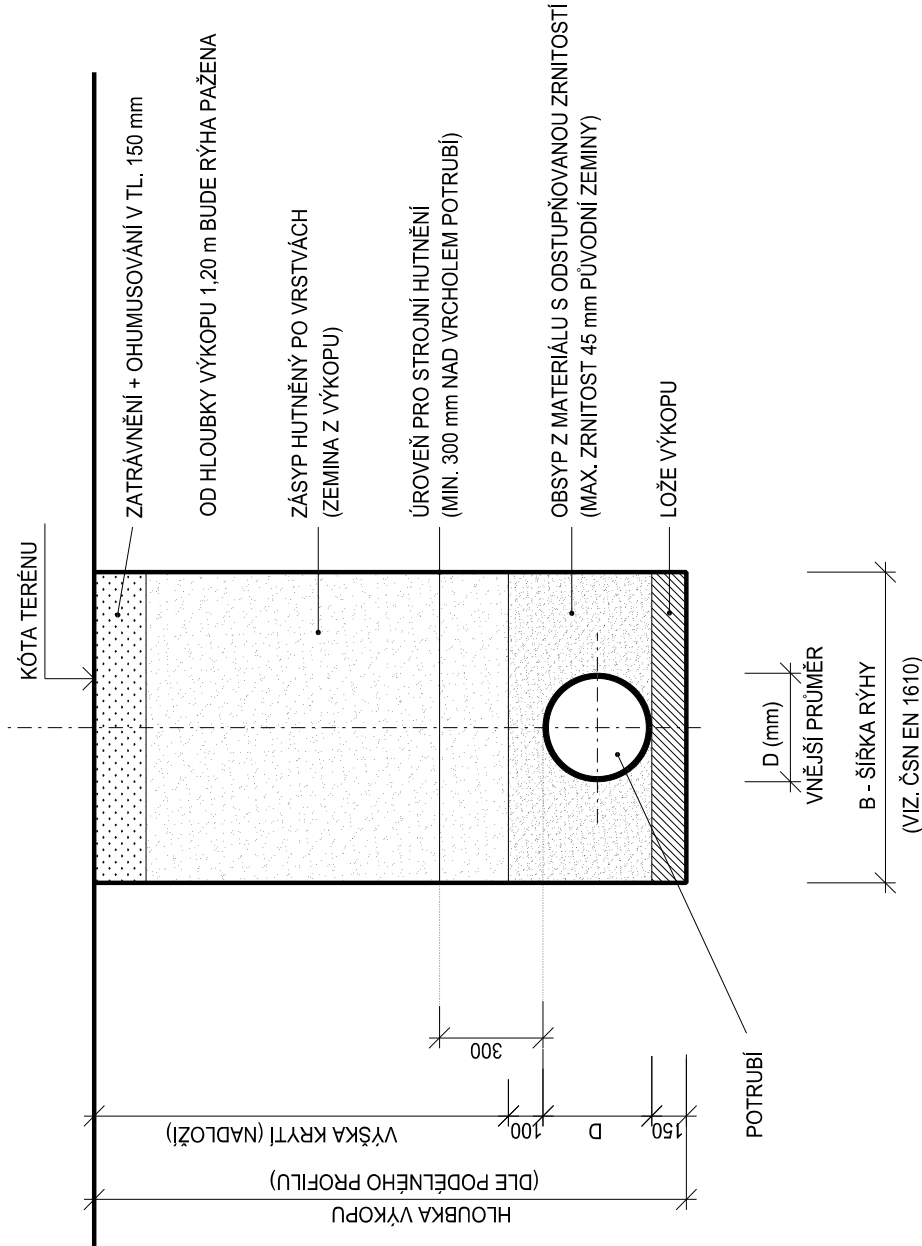 KÓTA TERÉNU
ZATRÁVNĚNÍ + OHUMUSOVÁNÍ V TL. 150 mm
OD HLOUBKY VÝKOPU 1,20 m BUDE RÝHA PAŽENA
ZÁSYP HUTNĚNÝ PO VRSTVÁCH
(ZEMINA Z VÝKOPU)
ÚROVEŇ PRO STROJNÍ HUTNĚNÍ
(MIN. 300 mm NAD VRCHOLEM POTRUBÍ)
OBSYP Z MATERIÁLU S ODSTUPŇOVANOU ZRNITOSTÍ
(MAX. ZRNITOST 45 mm PŮVODNÍ ZEMINY)
LOŽE VÝKOPU
300
VÝŠKA KRYTÍ (NADLOŽÍ)
100
D
150
HLOUBKA VÝKOPU
(DLE PODÉLNÉHO PROFILU)
POTRUBÍ
D (mm)
VNĚJŠÍ PRŮMĚR
B - ŠÍŘKA RÝHY
(VIZ. ČSN EN 1610)